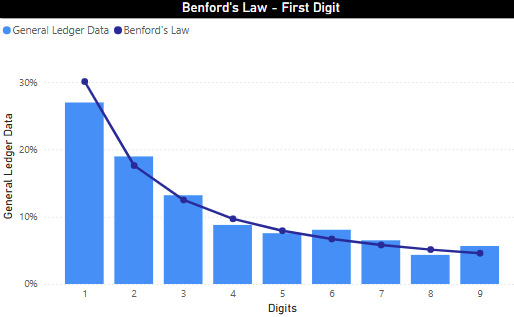 Benford's Law - First Digit
General Ledger Data Benford's Law
30%
20%
10%
0%
General Ledger Data
1 2 3 4 5 6 7 8 9
Digits